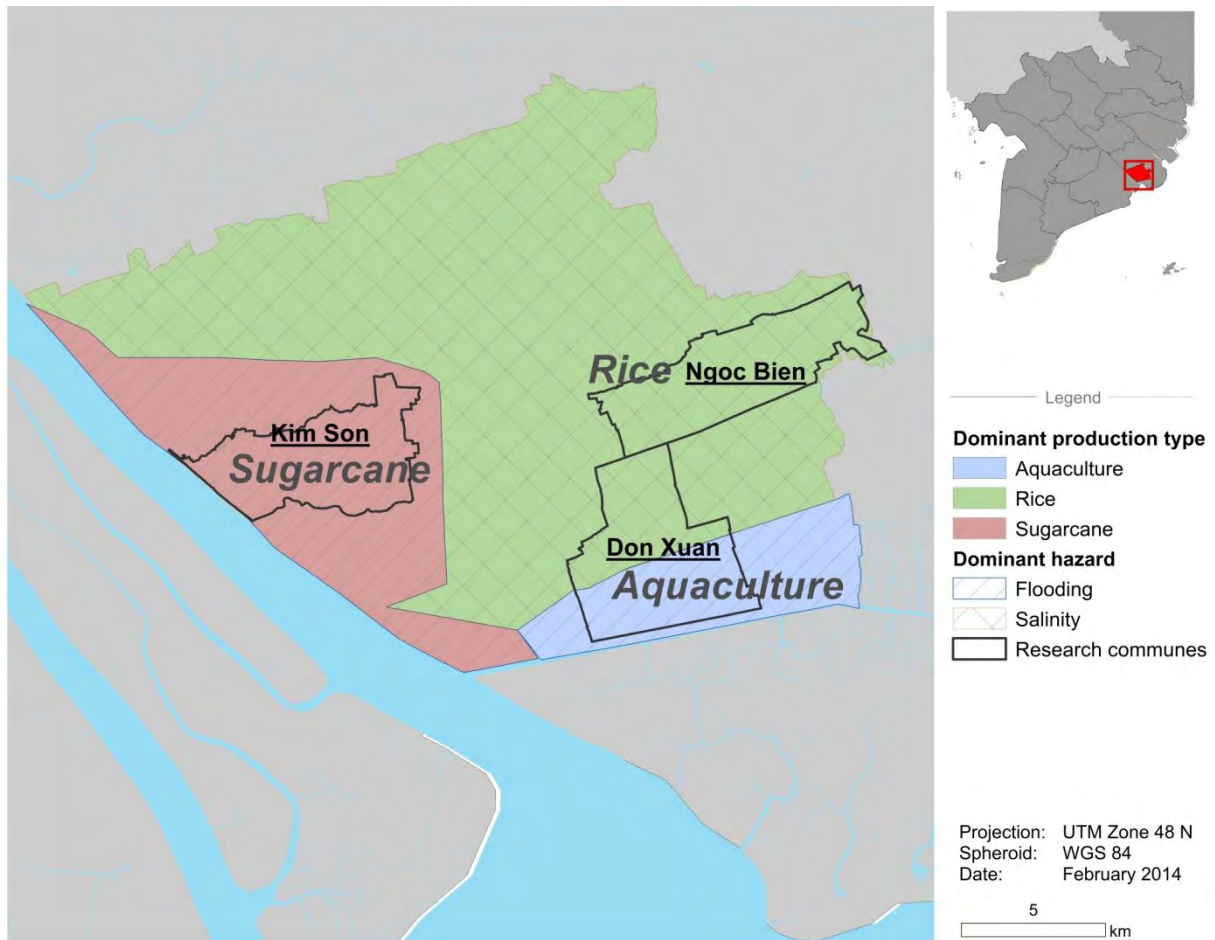 Rice
Ngoc Bien
Kim Son
Sugarcane
Don Xuan
Aquaculture
Legend
Dominant production type
Aquaculture
Rice
Sugarcane
Dominant hazard
Flooding
Salinity
Research communes
Projection: UTM Zone 48 N
Spheroid: WGS 84
Date: February 2014
5
km